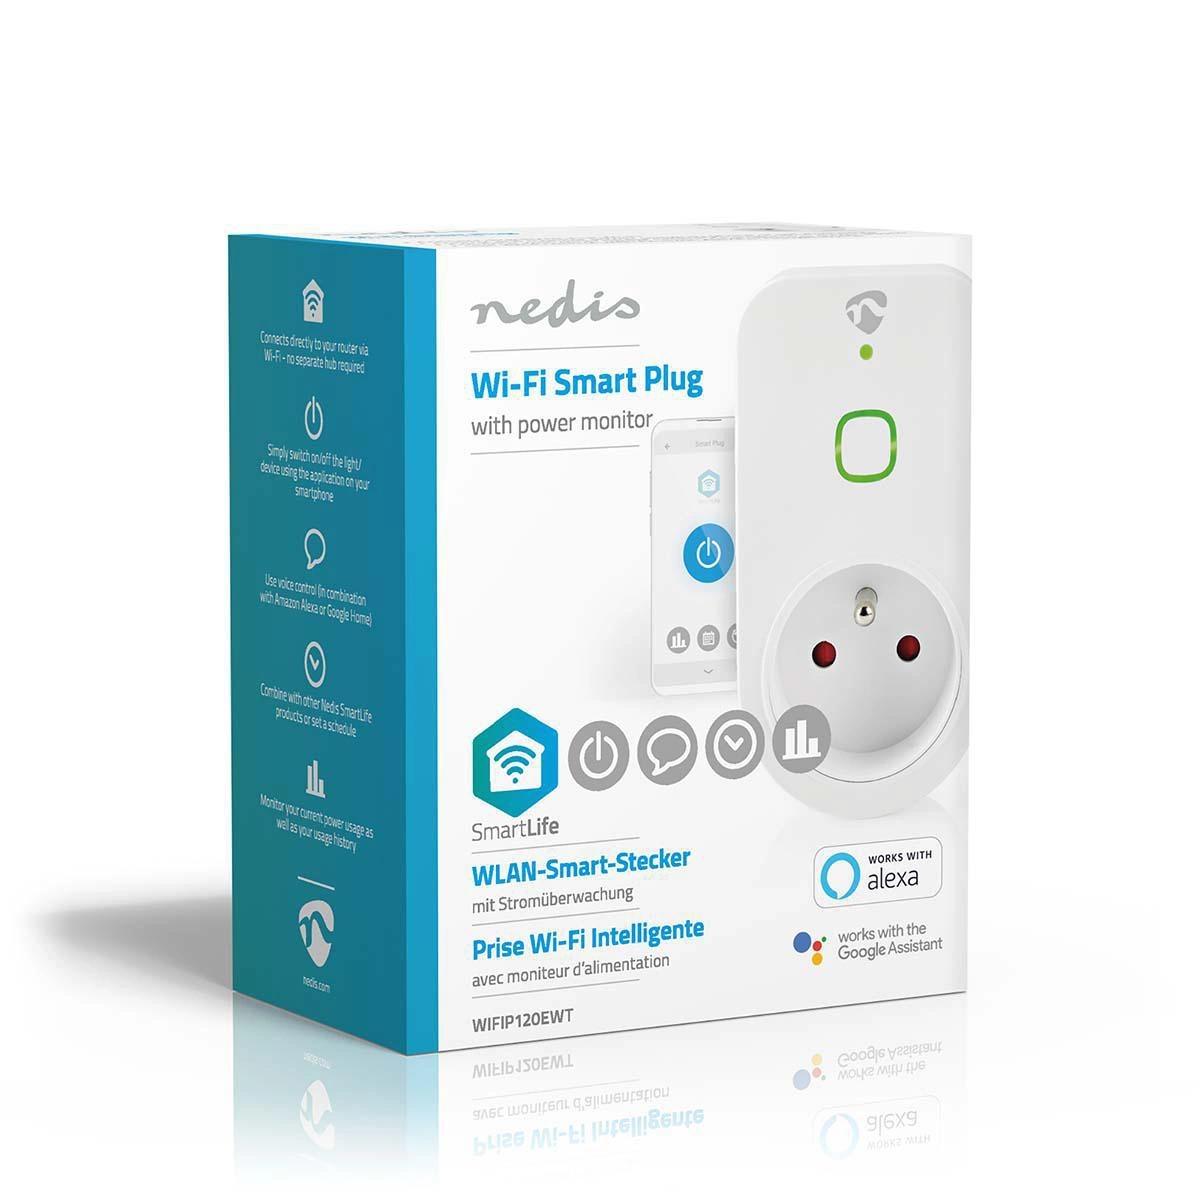 Connects directly to your router via
Wi-Fi - no separate hub required
Simply switch on/off the light/
device using the application on your
smartphone
Use voice control (in combination
with Amazon Alexa or Google Home)
Combine with other Nedis SmartLife
products or set a schedule
Monitor your current power usage as
well as your usage history
nedis.com
nedis
Wi-Fi Smart Plug
with power monitor
Smart Plug
SmartLife
WLAN-Smart-Stecker
mit Stromüberwachung
Prise Wi-Fi Intelligente
avec moniteur d'alimentation
WIFIP120EWT
WORKS WITH
alexa
works with the
Google Assistant